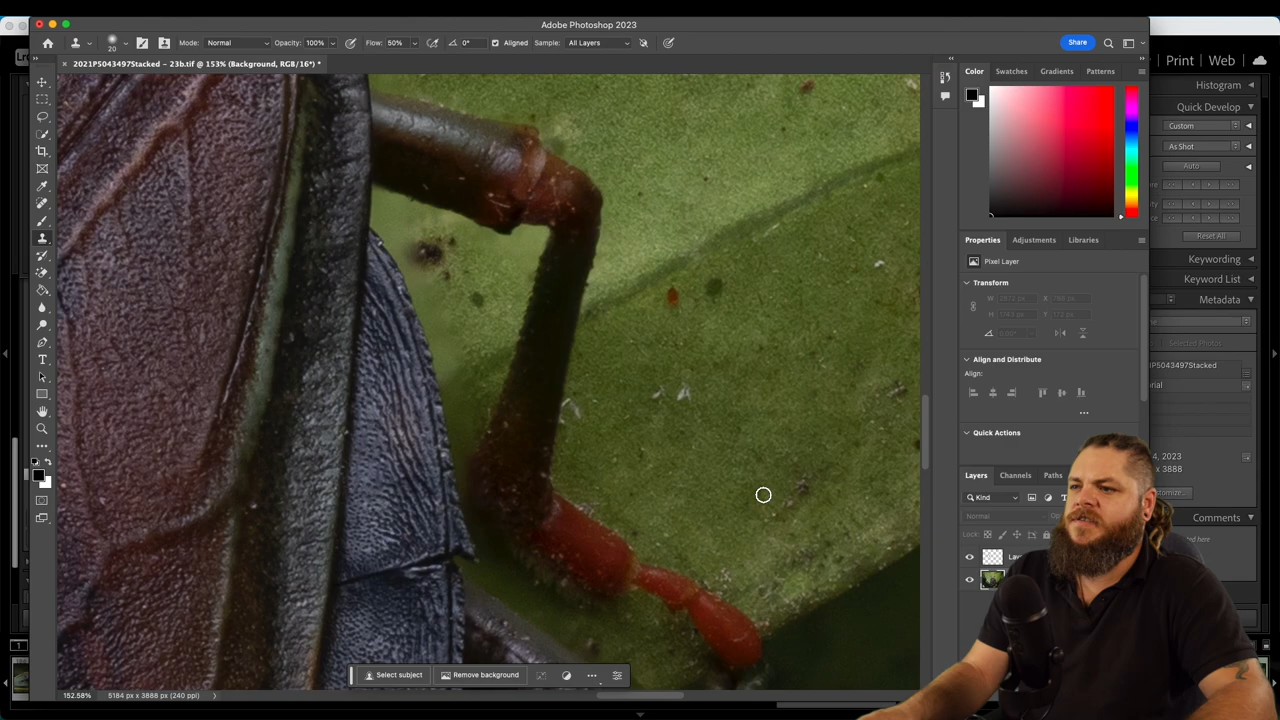 Adobe Photoshop 2023
20
Mode: Normal
Opacity: 100%
Flow: 50%
0°
Aligned
Sample: All Layers
Share
Print
Web
2021P5043497Stacked – 23b.tif @ 153% (Background, RGB/16*) *
Color
Swatches
Gradients
Patterns
Histogram
Quick Develop
Custom
As Shot
Auto
Reset All
Properties
Adjustments
Libraries
Keywording
Pixel Layer
Keyword List
Transform
Metadata
Align and Distribute
Align:
Quick Actions
Layers
Channels
Paths
Kind
Normal
Lock:
Comments
Select subject
Remove background
152.58%
5184 px x 3888 px (240 ppi)